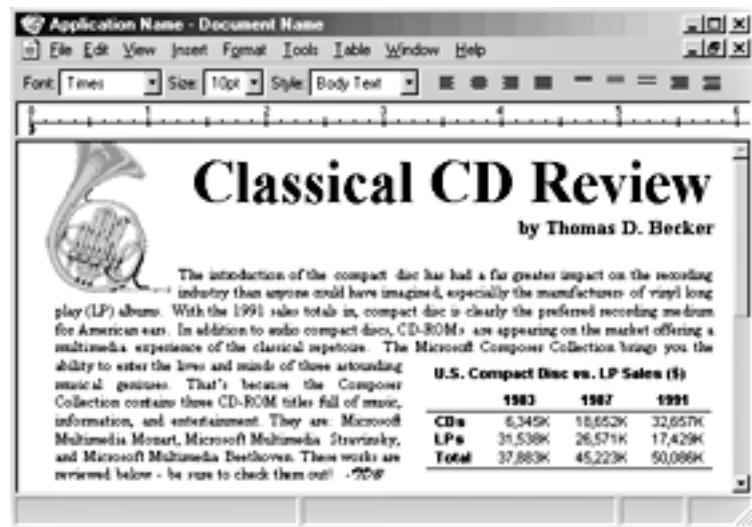 Application Name - Document Name
File Edit View Insert Format Tools Table Window Help
Font: Times Size: 10pt Style: Body Text
0 1 2 3 4 5 6
Classical CD Review
by Thomas D. Becker
The introduction of the compact disc has had a far greater impact on the recording
industry than anyone could have imagined, especially the manufacturers of vinyl long
play (LP) albums. With the 1991 sales totals in, compact disc is clearly the preferred recording medium
for American ears. In addition to audio compact discs, CD-ROMs are appearing on the market offering a
multimedia experience of the classical repetoire. The Microsoft Composer Collection brings you the
ability to enter the lives and minds of three astounding
musical geniuses. That's because the Composer
Collection contains three CD-ROM titles full of music,
information, and entertainment. They are: Microsoft
Multimedia Mozart, Microsoft Multimedia Stravinsky,
and Microsoft Multimedia Beethoven. These works are
reviewed below - be sure to check them out! -TDB
U.S. Compact Disc vs. LP Sales ($)
1983 1987 1991
CDs 6,345K 18,652K 32,657K
LPs 31,538K 26,571K 17,429K
Total 37,883K 45,223K 50,086K